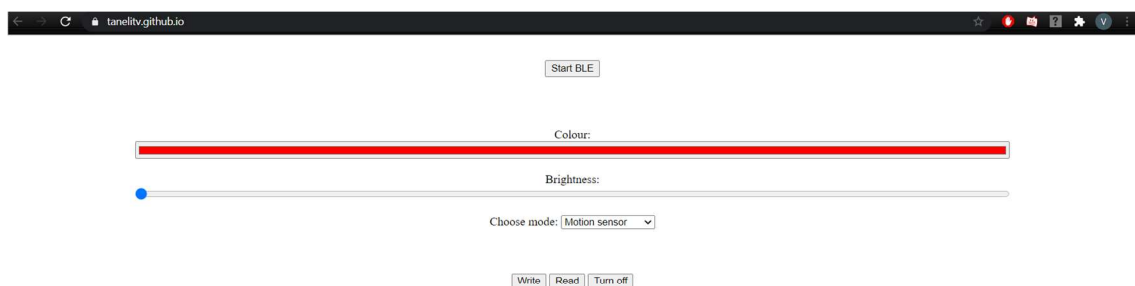 tanelitv.github.io
?
V
Start BLE
Colour:
Brightness:
Choose mode: Motion sensor
Write Read Turn off